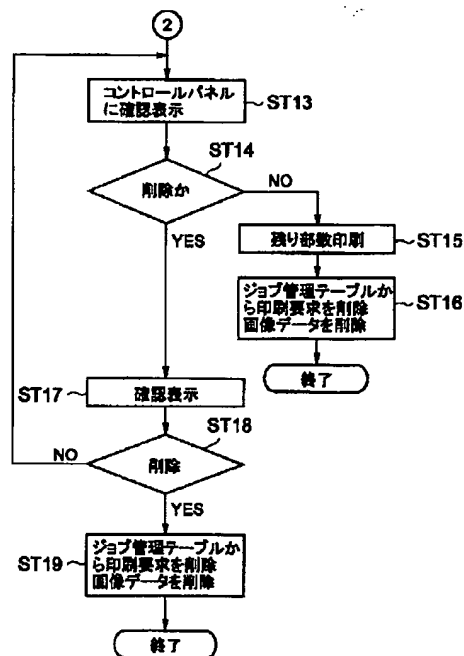 2
コントロールパネル
に確認表示
ST13
ST14
削除か
NO
YES
残り部数印刷
ST15
ジョブ管理テーブルか
ら印刷要求を削除
画像データを削除
ST16
終了
ST17
確認表示
ST18
NO
削除
YES
ST19
ジョブ管理テーブルか
ら印刷要求を削除
画像データを削除
終了